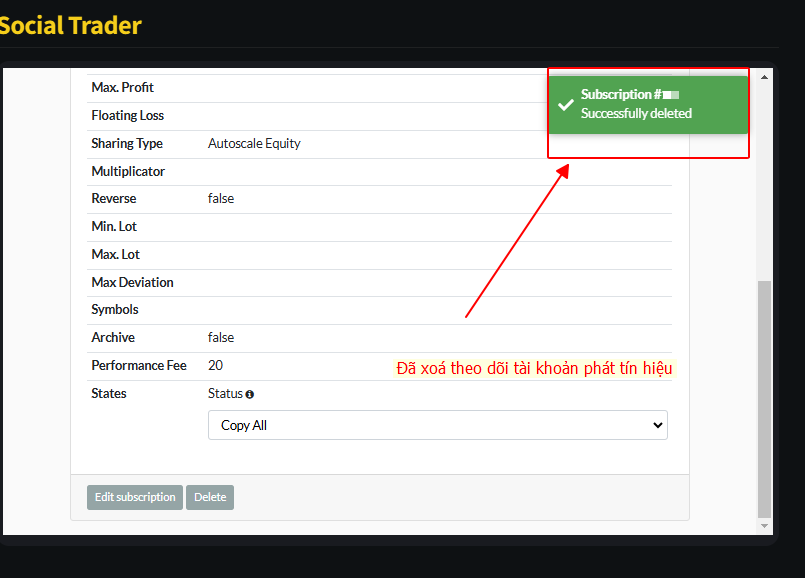 Social Trader
Max. Profit
Subscription #
Successfully deleted
Floating Loss
Sharing Type Autoscale Equity
Multiplicator
Reverse false
Min. Lot
Max. Lot
Max Deviation
Symbols
Archive false
Performance Fee 20
Đã xoá theo dõi tài khoản phát tín hiệu
States Status
Copy All
Edit subscription Delete